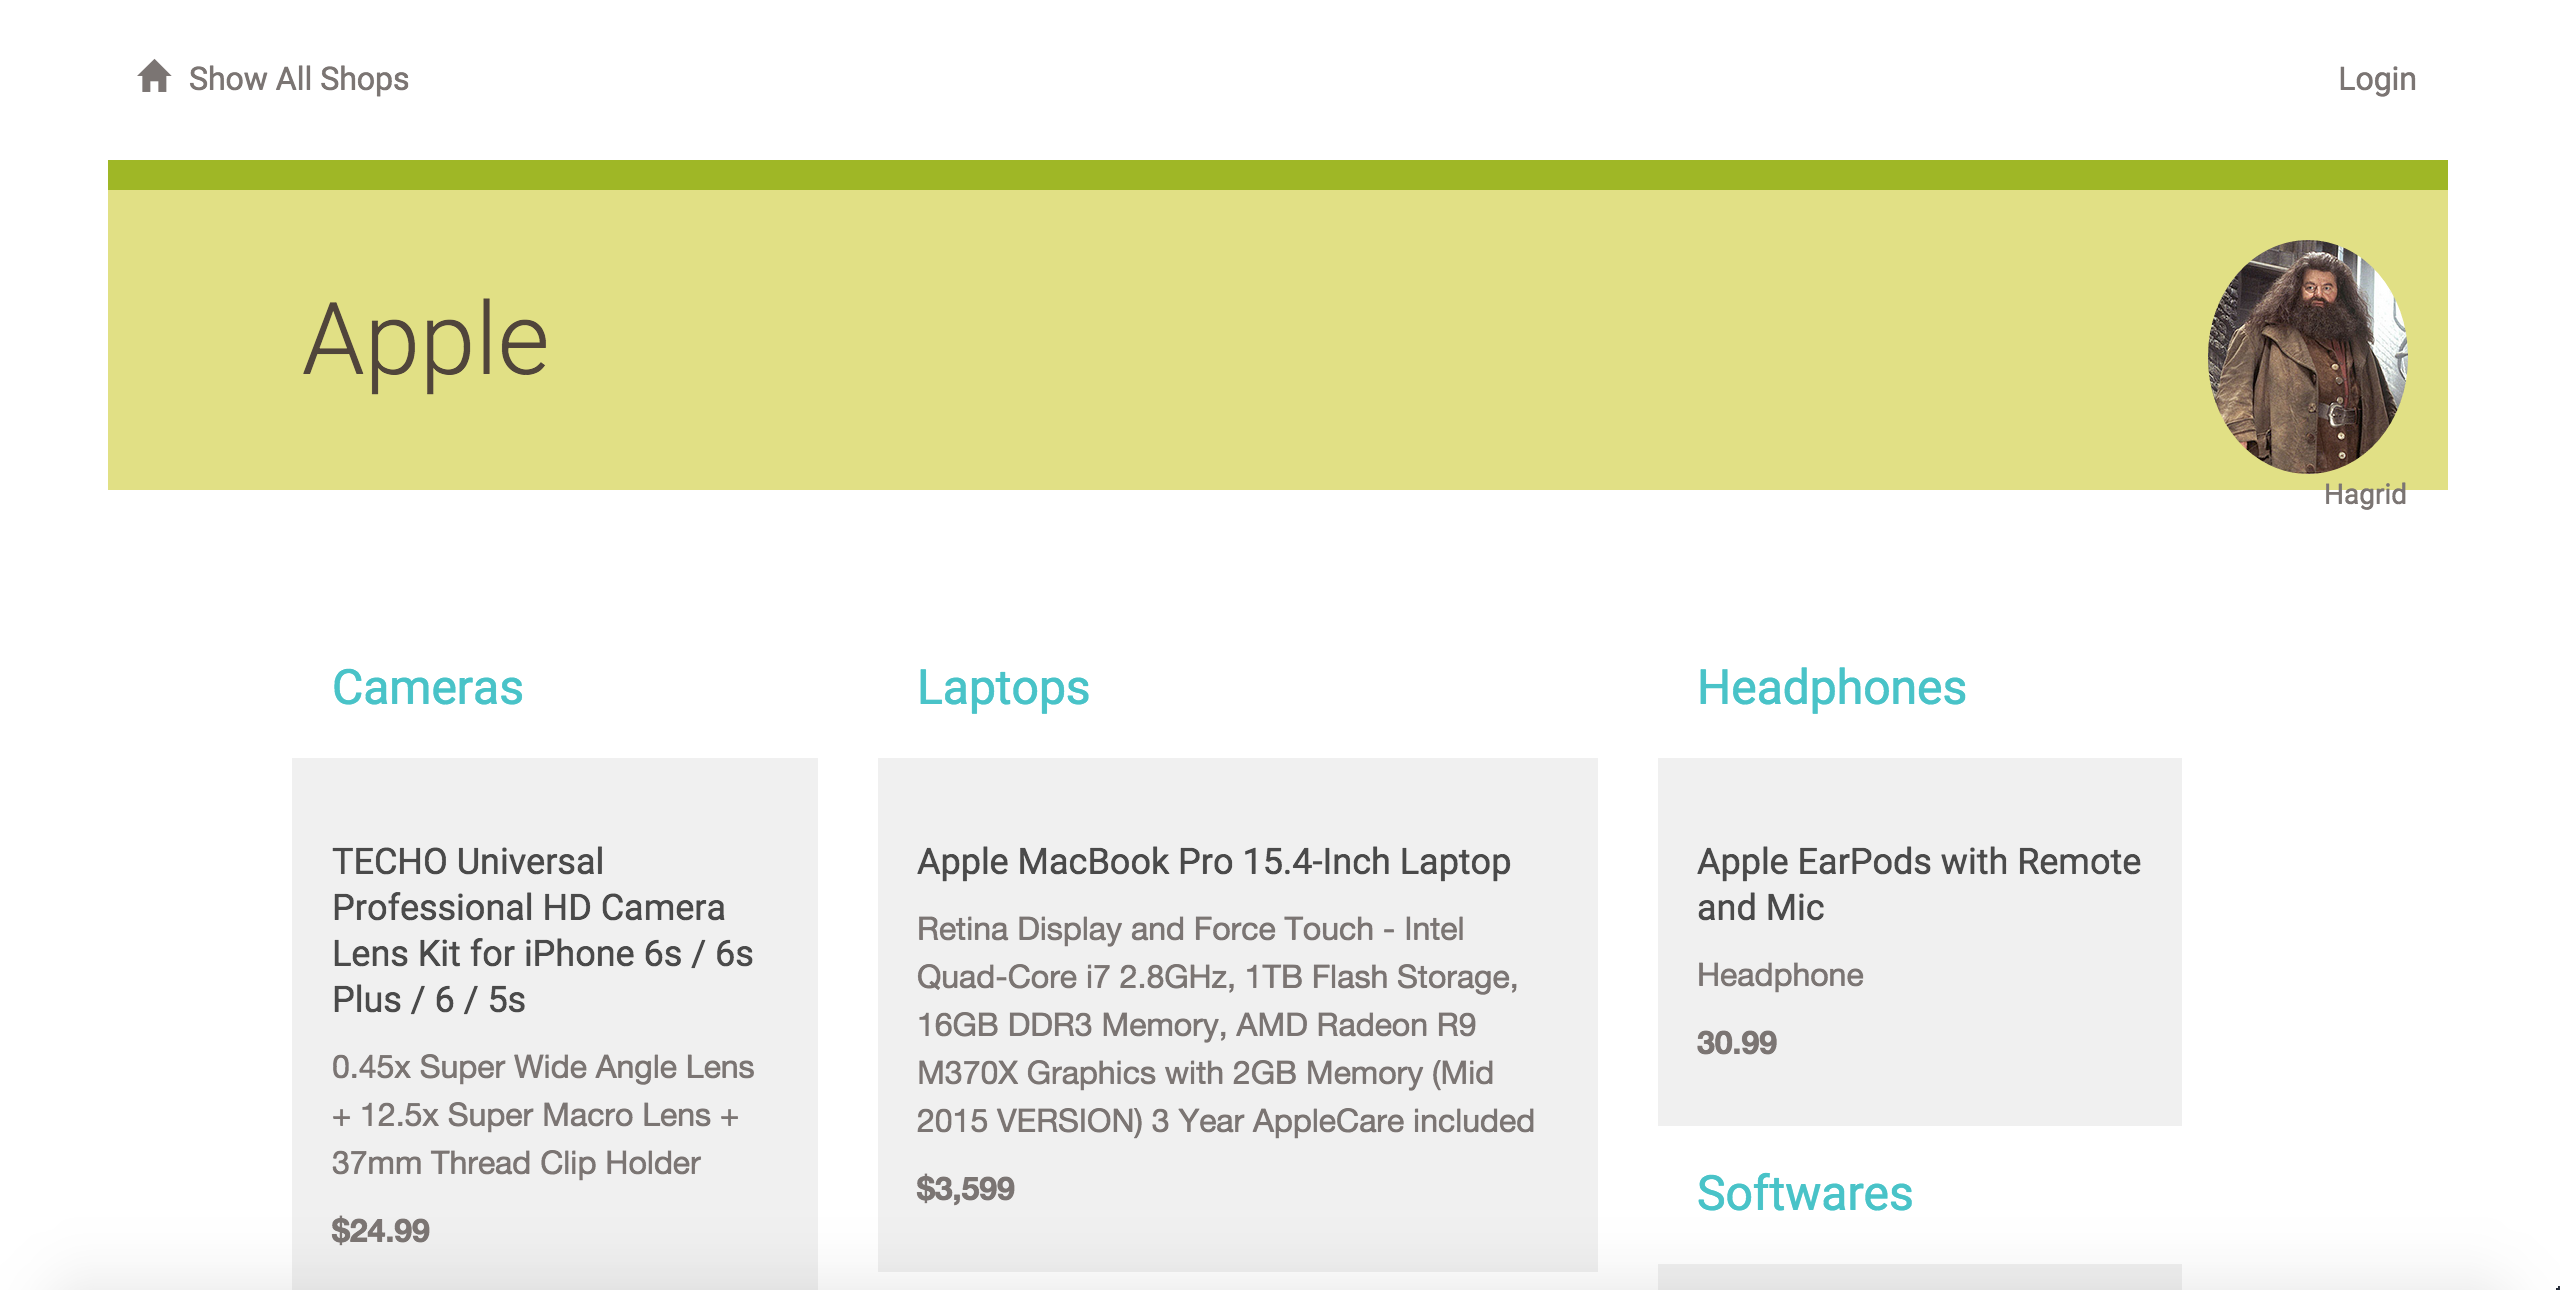 Show All Shops
Login
Apple
Hagrid
Cameras
TECHO Universal
Professional HD Camera
Lens Kit for iPhone 6s / 6s
Plus / 6 / 5s
0.45x Super Wide Angle Lens
+ 12.5x Super Macro Lens +
37mm Thread Clip Holder
$24.99
Laptops
Apple MacBook Pro 15.4-Inch Laptop
Retina Display and Force Touch - Intel
Quad-Core i7 2.8GHz, 1TB Flash Storage,
16GB DDR3 Memory, AMD Radeon R9
M370X Graphics with 2GB Memory (Mid
2015 VERSION) 3 Year AppleCare included
$3,599
Headphones
Apple EarPods with Remote
and Mic
Headphone
30.99
Softwares